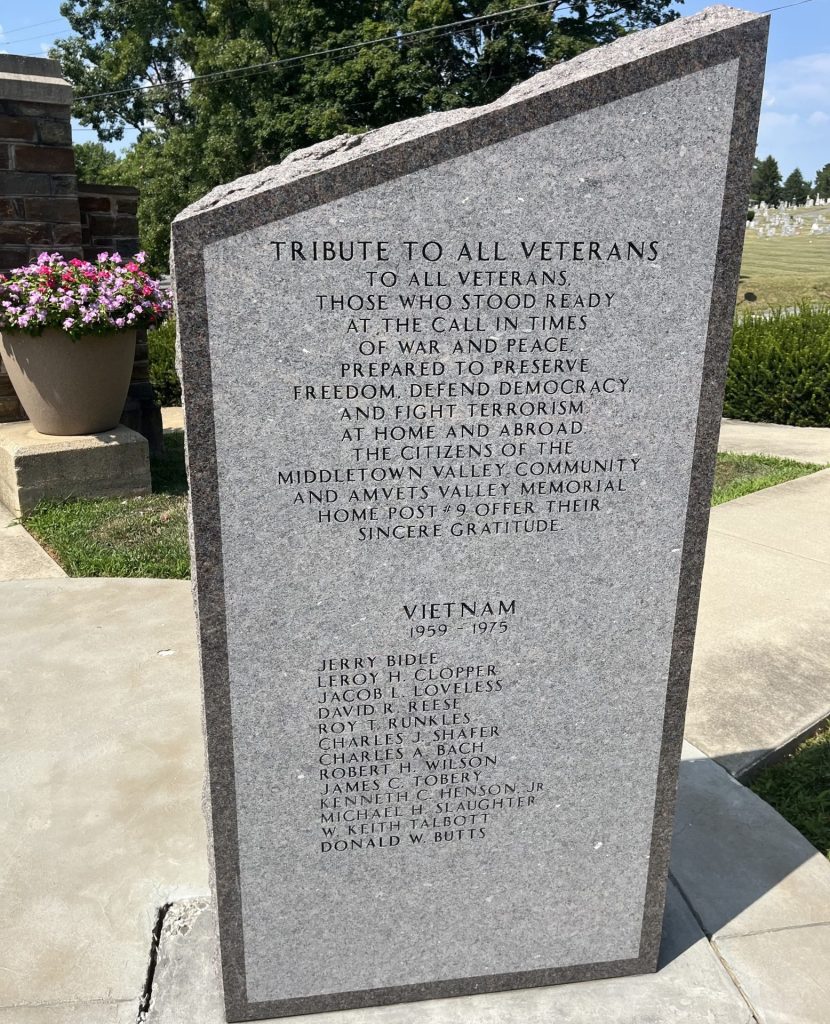 TRIBUTE TO ALL VETERANS
TO ALL VETERANS,
THOSE WHO STOOD READY
AT THE CALL IN TIMES
OF WAR AND PEACE,
PREPARED TO PRESERVE
FREEDOM, DEFEND DEMOCRACY,
AND FIGHT TERRORISM
AT HOME AND ABROAD.
THE CITIZENS OF THE
MIDDLETOWN VALLEY COMMUNITY
AND AMVETS VALLEY MEMORIAL
HOME POST #9 OFFER THEIR
SINCERE GRATITUDE.
VIETNAM
1959 - 1975
JERRY BIDLE
LEROY H. CLOPPER
JACOB L. LOVELESS
DAVID R. REESE
ROY T. RUNKLES
CHARLES J. SHAFER
CHARLES A. BACH
ROBERT H. WILSON
JAMES C. TOBERY
KENNETH C. HENSON, JR
MICHAEL H. SLAUGHTER
W. KEITH TALBOTT
DONALD W. BUTTS